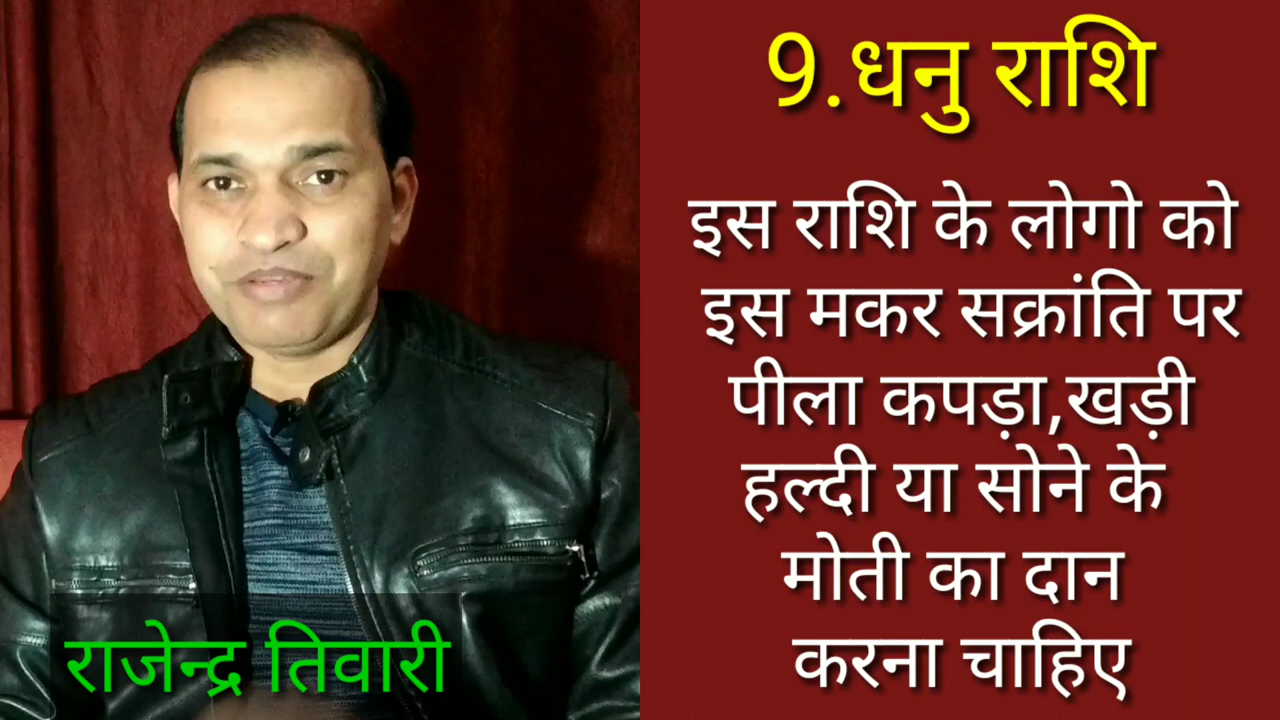 राजेन्द्र तिवारी
9.धनु राशि
इस राशि के लोगो को
इस मकर सक्रांति पर
पीला कपड़ा,खड़ी
हल्दी या सोने के
मोती का दान
करना चाहिए